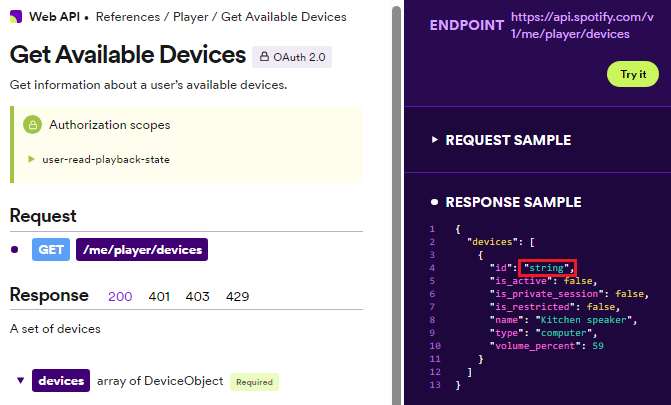 Web API • References / Player / Get Available Devices
Get Available Devices OAuth 2.0
Get information about a user's available devices.
Authorization scopes
user-read-playback-state
Request
GET /me/player/devices
Response 200 401 403 429
A set of devices
devices array of DeviceObject Required
ENDPOINT https://api.spotify.com/v
1/me/player/devices
Try it
REQUEST SAMPLE
RESPONSE SAMPLE
1 {
2 "devices": [
3 {
4 "id": "string",
5 "is_active": false,
6 "is_private_session": false,
7 "is_restricted": false,
8 "name": "Kitchen speaker",
9 "type": "computer",
10 "volume_percent": 59
11 }
12 ]
13 }